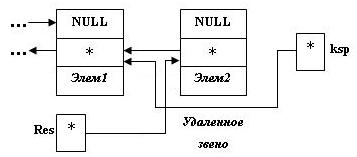 ... NULL NULL
... * * * ksp
Элем1 Элем2
Res * Удаленное
звено